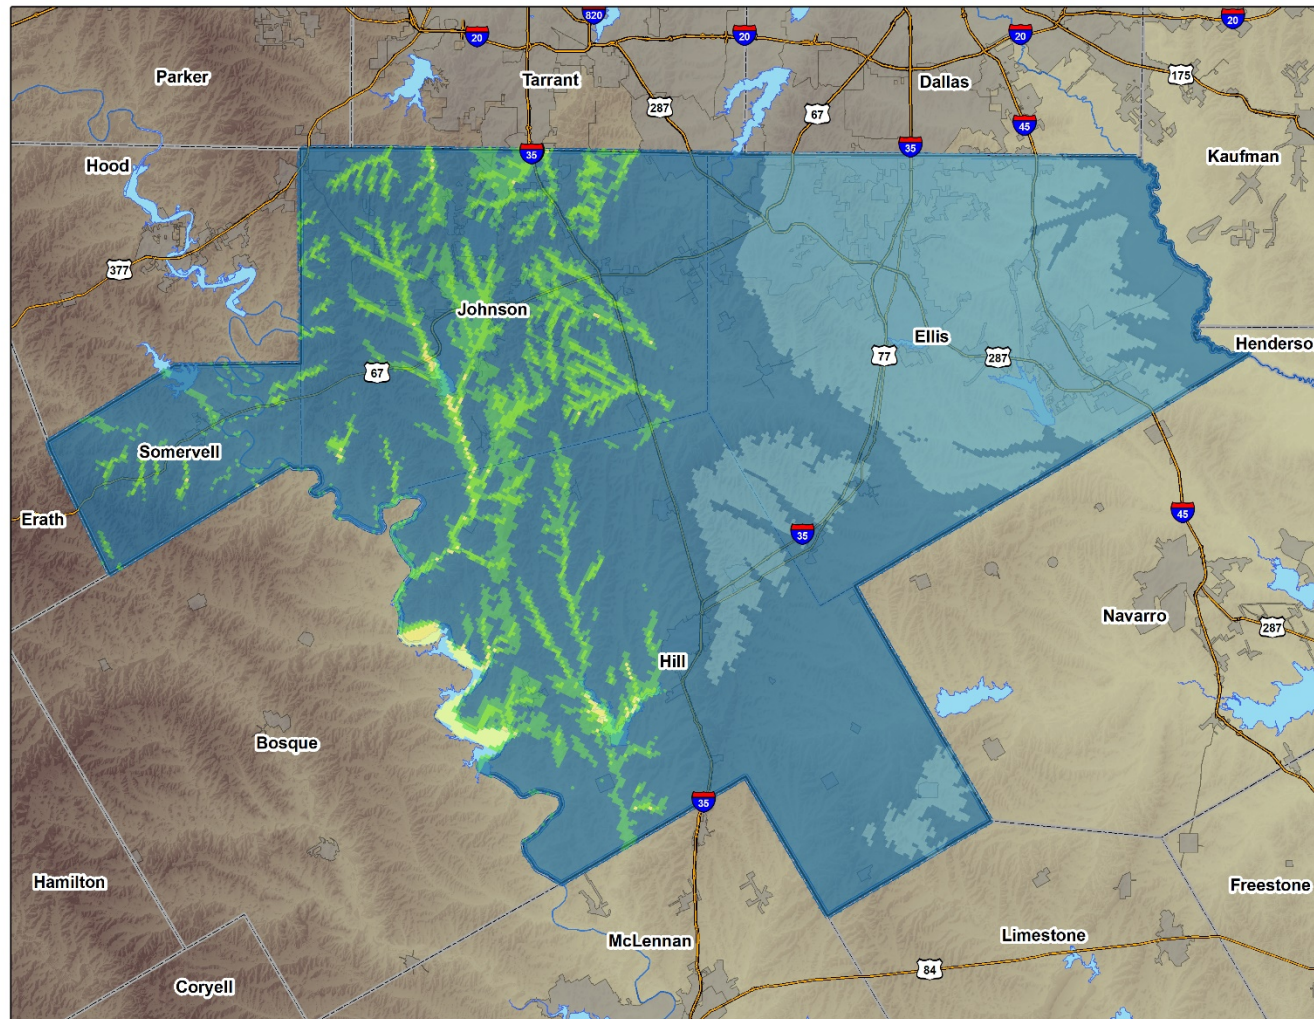 820
20
20
20
20
Parker
Tarrant
175
Dallas
287
67
45
35
35
Kaufman
Hood
377
Johnson
Ellis
Henderso
77
287
67
Somervell
Erath
45
35
Navarro
287
Hill
Bosque
35
Hamilton
Freestone
McLennan
Limestone
84
Coryell